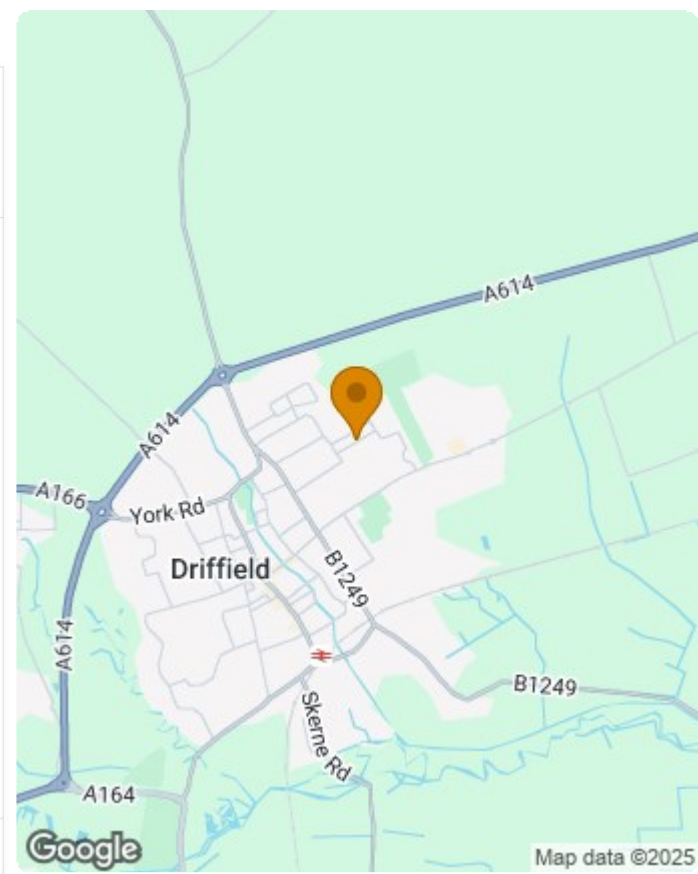 A614
A614
A166
York Rd
Driffield
B1249
A614
B1249
Skerne Rd
A164
Google
Map data ©2025